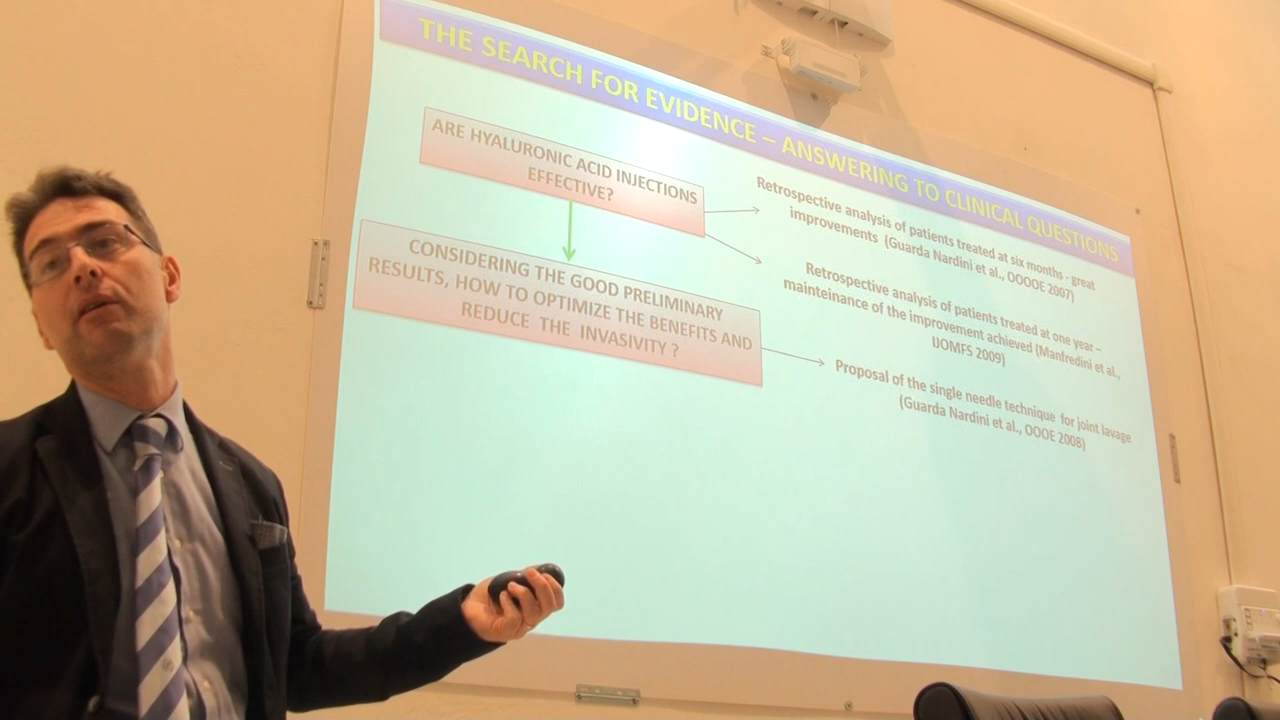 THE SEARCH FOR EVIDENCE – ANSWERING TO CLINICAL QUESTIONS
ARE HYALURONIC ACID INJECTIONS
EFFECTIVE?
Retrospective analysis of patients treated at six months - great
improvements (Guarda Nardini et al., OOOOE 2007)
Retrospective analysis of patients treated at one year –
mainteinance of the improvement achieved (Manfredini et al.,
IJOMFS 2009)
CONSIDERING THE GOOD PRELIMINARY
RESULTS, HOW TO OPTIMIZE THE BENEFITS AND
REDUCE THE INVASIVITY ?
Proposal of the single needle technique for joint lavage
(Guarda Nardini et al., OOOE 2008)